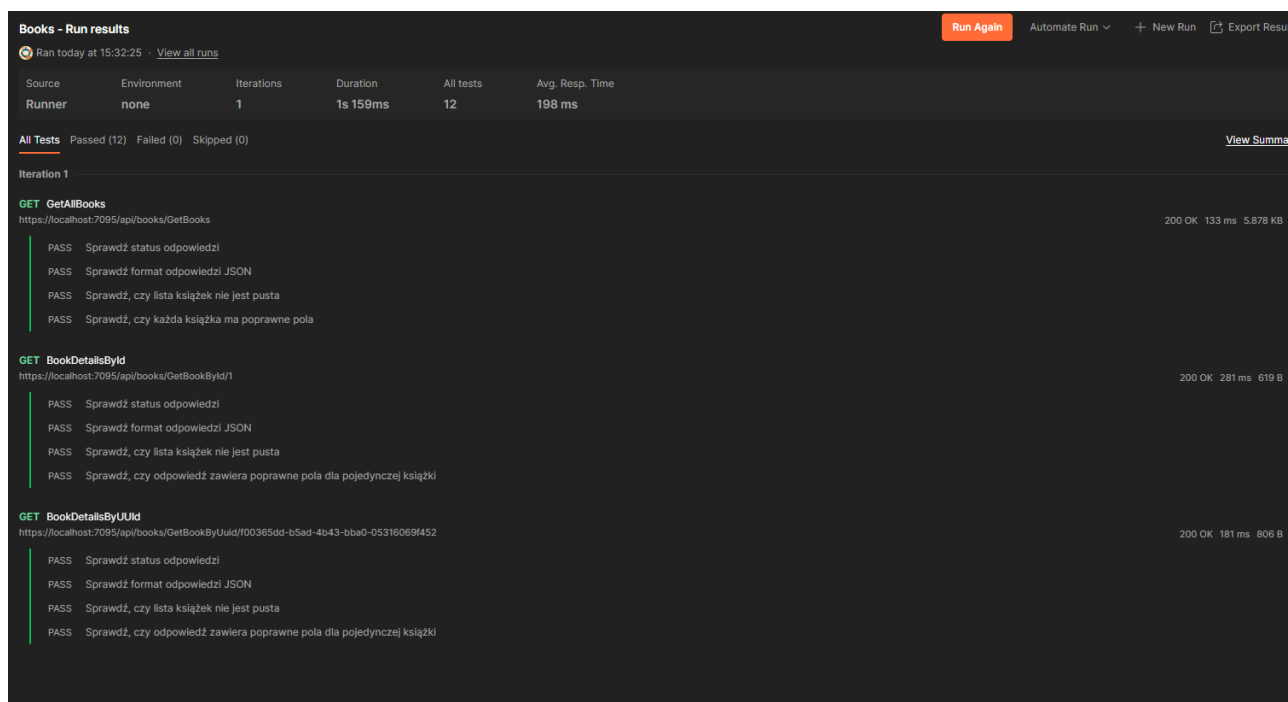 Books - Run results
Run Again
Automate Run
New Run
Export Resul
Ran today at 15:32:25 · View all runs
Source Environment Iterations Duration All tests Avg. Resp. Time
Runner none 1 1s 159ms 12 198 ms
All Tests Passed (12) Failed (0) Skipped (0)
View Summa
Iteration 1
GET GetAllBooks
https://localhost:7095/api/books/GetBooks
200 OK 133 ms 5.878 KB
PASS Sprawdź status odpowiedzi
PASS Sprawdź format odpowiedzi JSON
PASS Sprawdź, czy lista książek nie jest pusta
PASS Sprawdź, czy każda książka ma poprawne pola
GET BookDetailsById
https://localhost:7095/api/books/GetBookById/1
200 OK 281 ms 619 B
PASS Sprawdź status odpowiedzi
PASS Sprawdź format odpowiedzi JSON
PASS Sprawdź, czy lista książek nie jest pusta
PASS Sprawdź, czy odpowiedź zawiera poprawne pola dla pojedynczej książki
GET BookDetailsByUUId
https://localhost:7095/api/books/GetBookByUuid/f00365dd-b5ad-4b43-bba0-05316069f452
200 OK 181 ms 806 B
PASS Sprawdź status odpowiedzi
PASS Sprawdź format odpowiedzi JSON
PASS Sprawdź, czy lista książek nie jest pusta
PASS Sprawdź, czy odpowiedź zawiera poprawne pola dla pojedynczej książki